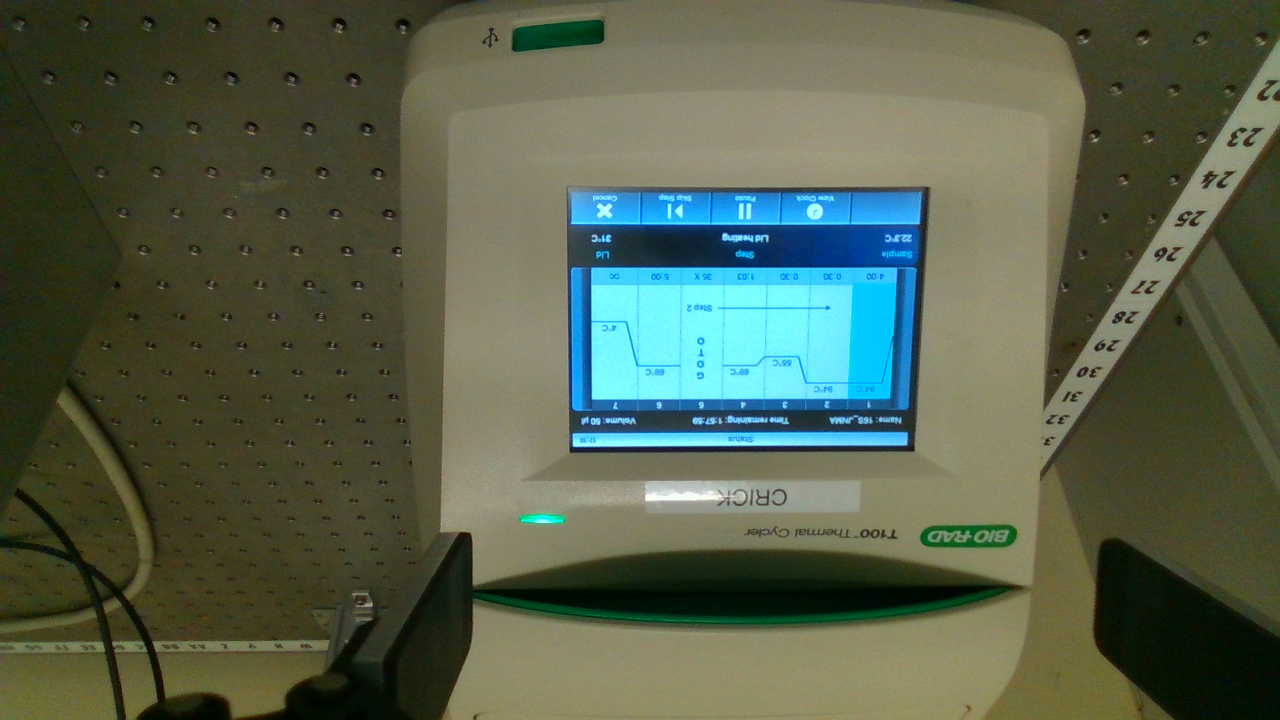 BIO-RAD T100™ Thermal Cycler
CRICK
Status
Name: 16S_JNMA Time remaining: 1:57:59 Volume: 50 µl
1 2 3 4 5 6 7
94°C 94°C 55°C 68°C GOTO 68°C 4°C
Step 2
4:00 0:30 0:30 1:03 35 X 5:00 ∞
Sample Step Lid
22.3°C Lid heating 31°C
View Clock Pause Skip Step Cancel
32
31
30
29
28
27
26
25
24
23
22